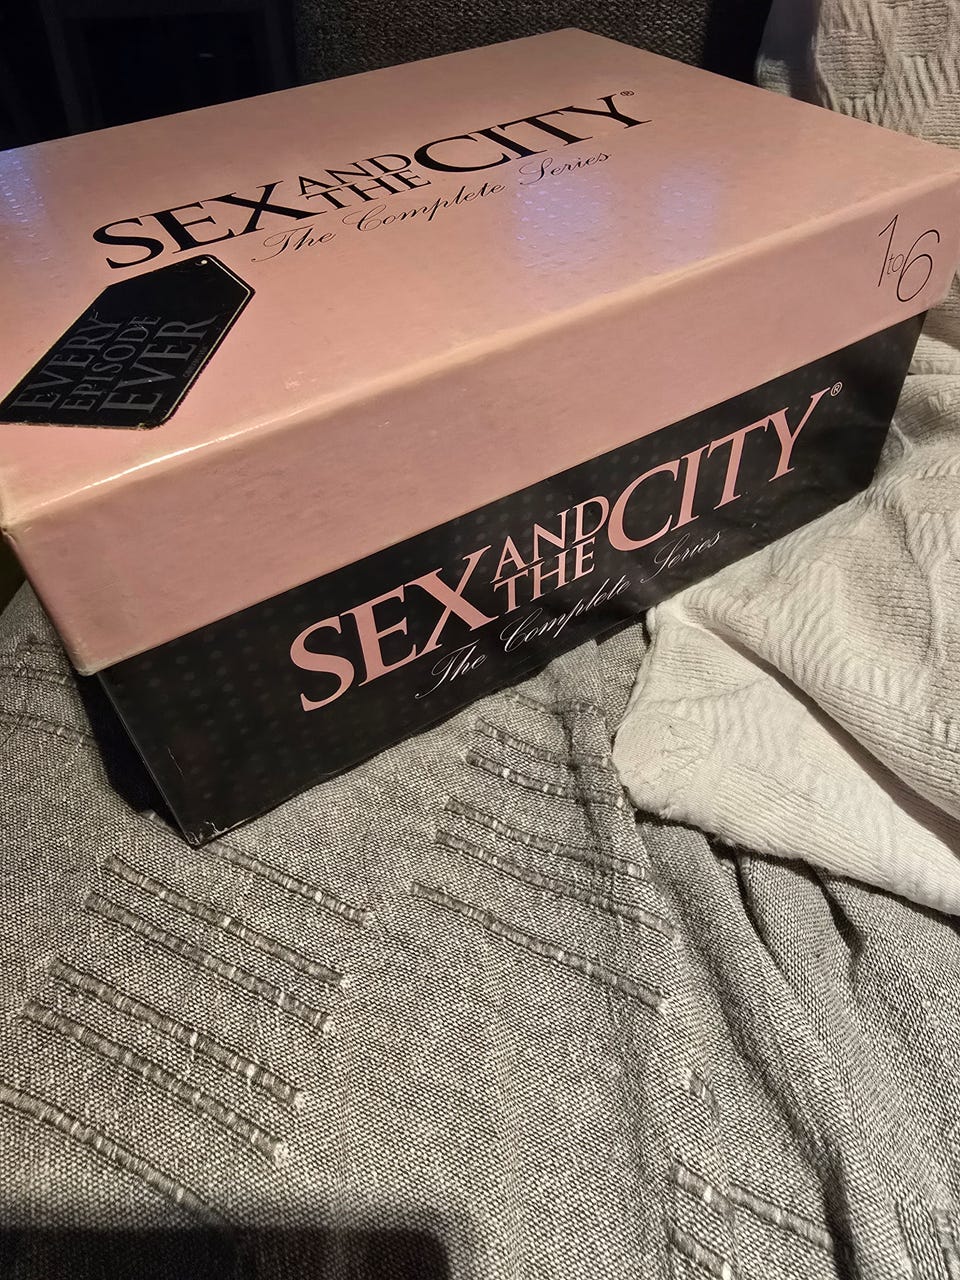 SEX AND THE CITY®
The Complete Series
EVERY
EPISODE
EVER
1 to 6
SEX AND THE CITY®
The Complete Series